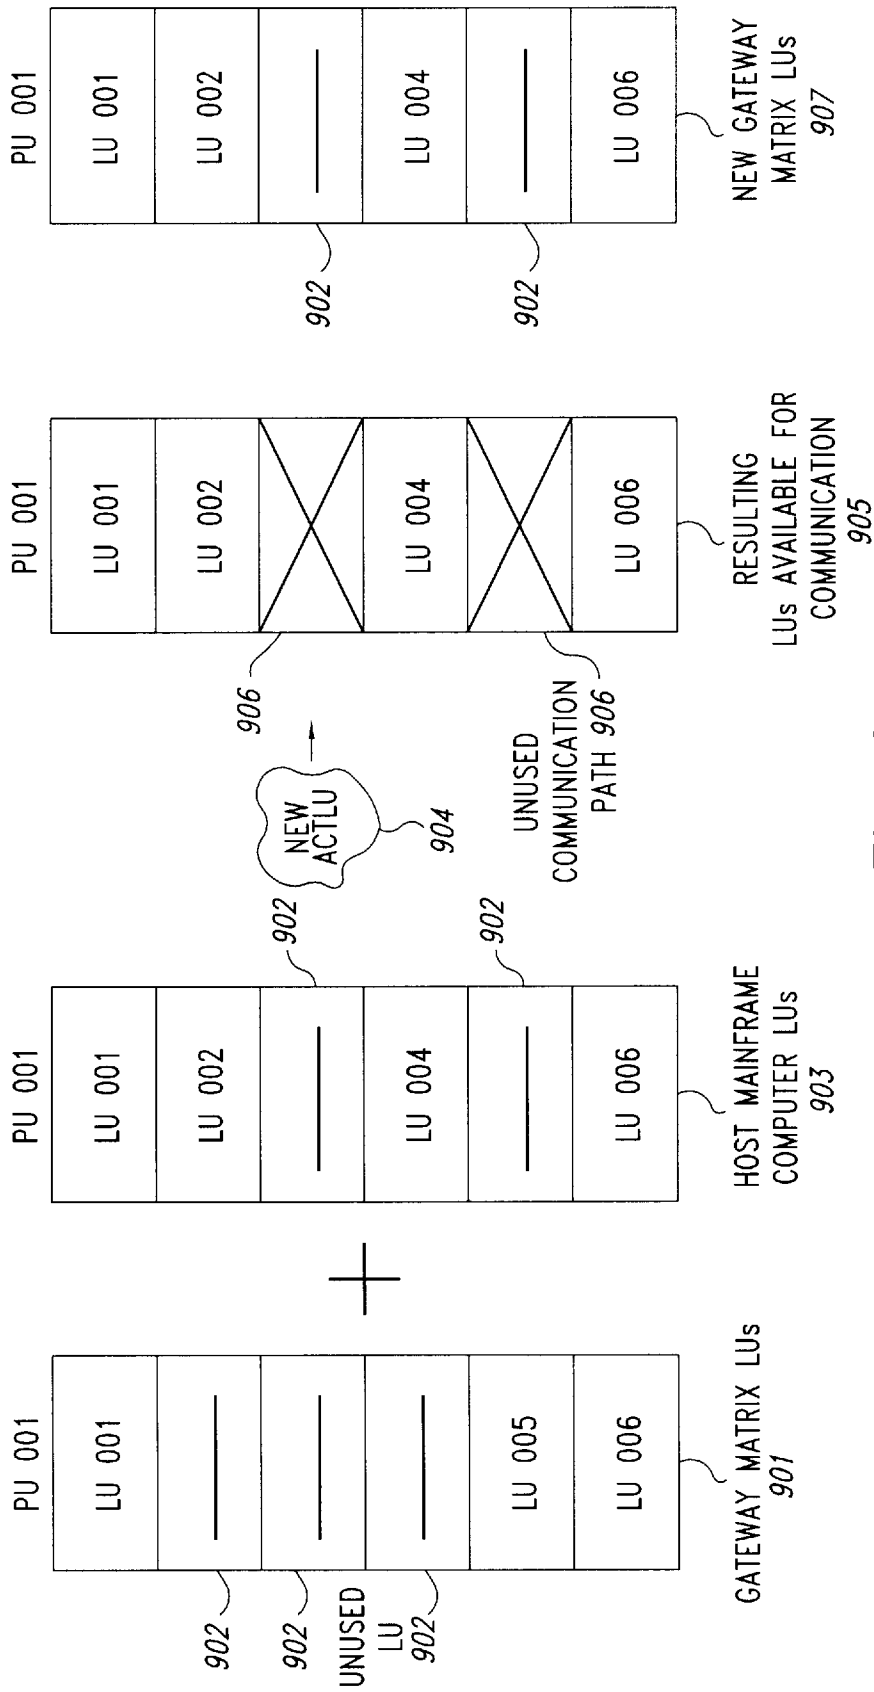 PU 001
LU 001
LU 005
LU 006
902
902
UNUSED
LU
902
GATEWAY MATRIX LUs
901
PU 001
LU 001
LU 002
LU 004
LU 006
902
902
HOST MAINFRAME
COMPUTER LUs
903
NEW
ACTLU
904
UNUSED
COMMUNICATION
PATH 906
906
PU 001
LU 001
LU 002
LU 004
LU 006
RESULTING
LUs AVAILABLE FOR
COMMUNICATION
905
PU 001
LU 001
LU 002
LU 004
LU 006
902
902
NEW GATEWAY
MATRIX LUs
907